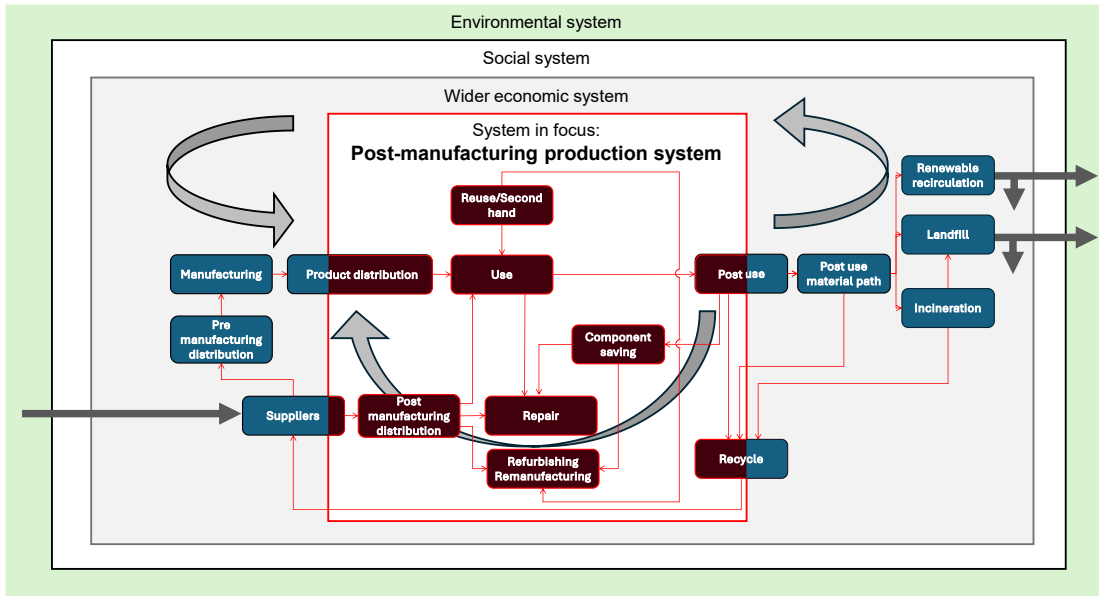 Environmental system
Social system
Wider economic system
System in focus:
Post-manufacturing production system
Renewable
recirculation
Reuse/Second
hand
Landfill
Manufacturing
Product distribution
Use
Post use
Post use
material path
Incineration
Pre
manufacturing
distribution
Component
saving
Suppliers
Post
manufacturing
distribution
Repair
Refurbishing
Remanufacturing
Recycle